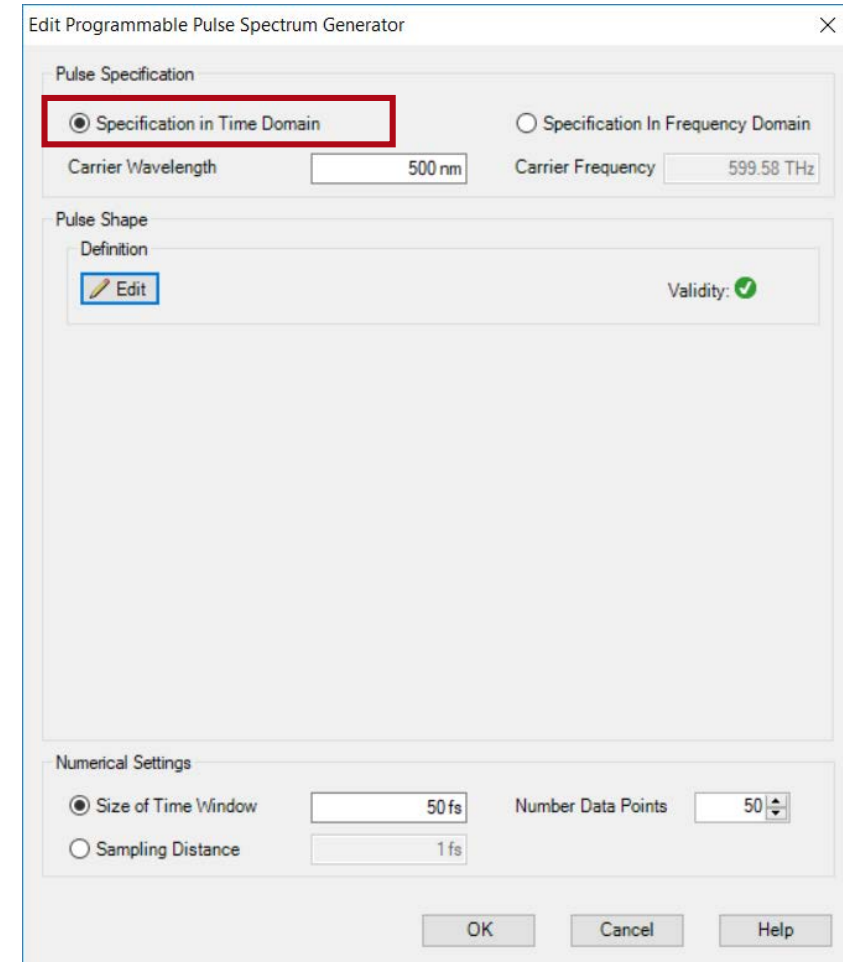 Edit Programmable Pulse Spectrum Generator
Pulse Specification
Specification in Time Domain Specification In Frequency Domain
Carrier Wavelength 500 nm Carrier Frequency 599.58 THz
Pulse Shape
Definition
Edit Validity:
Numerical Settings
Size of Time Window 50 fs Number Data Points 50
Sampling Distance 1 fs
OK Cancel Help